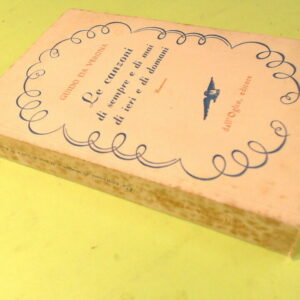 GUIDO DA VERONA
Le canzoni
di sempre e di mai
di ieri e di domani
Romanzo
dall'Oglio, editore